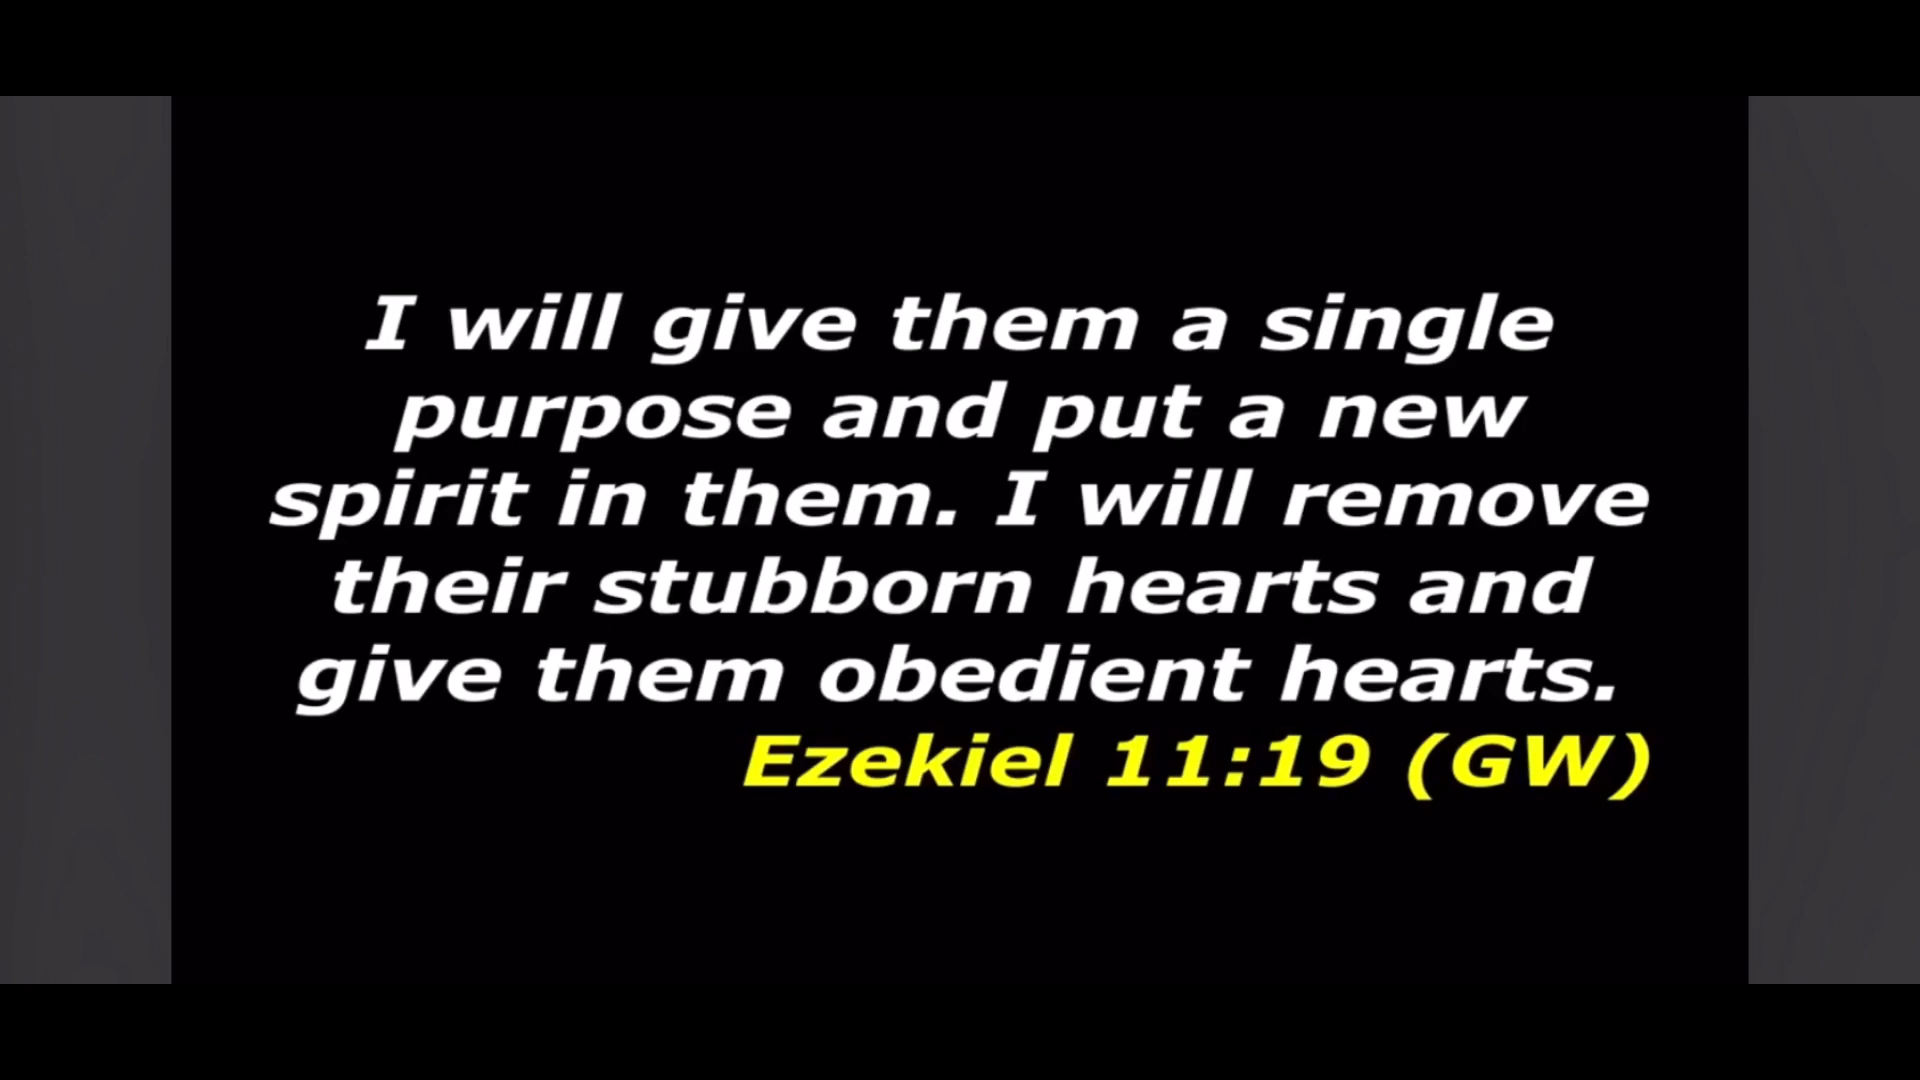 I will give them a single
purpose and put a new
spirit in them. I will remove
their stubborn hearts and
give them obedient hearts.
Ezekiel 11:19 (GW)